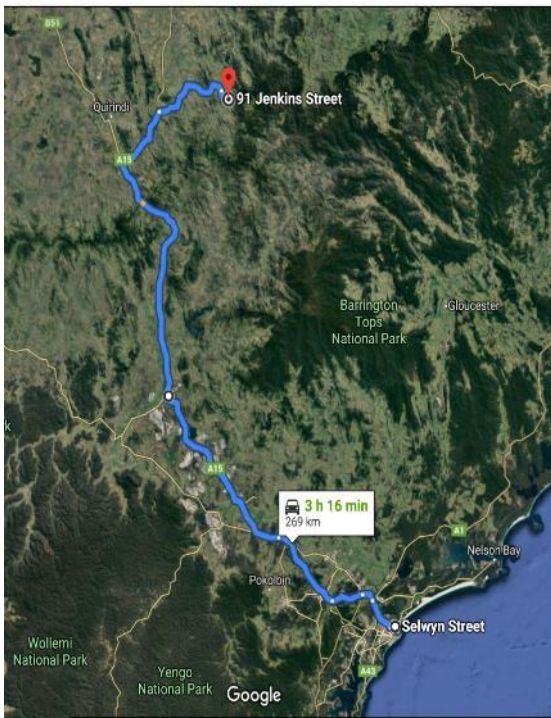 B51
Quirindi
91 Jenkins Street
A15
Barrington
Tops
National Park
Gloucester
A15
3 h 16 min
269 km
A1
Nelson Bay
Pokolbin
Selwyn Street
Wollemi
National Park
Yengo
National Park
A43
Google